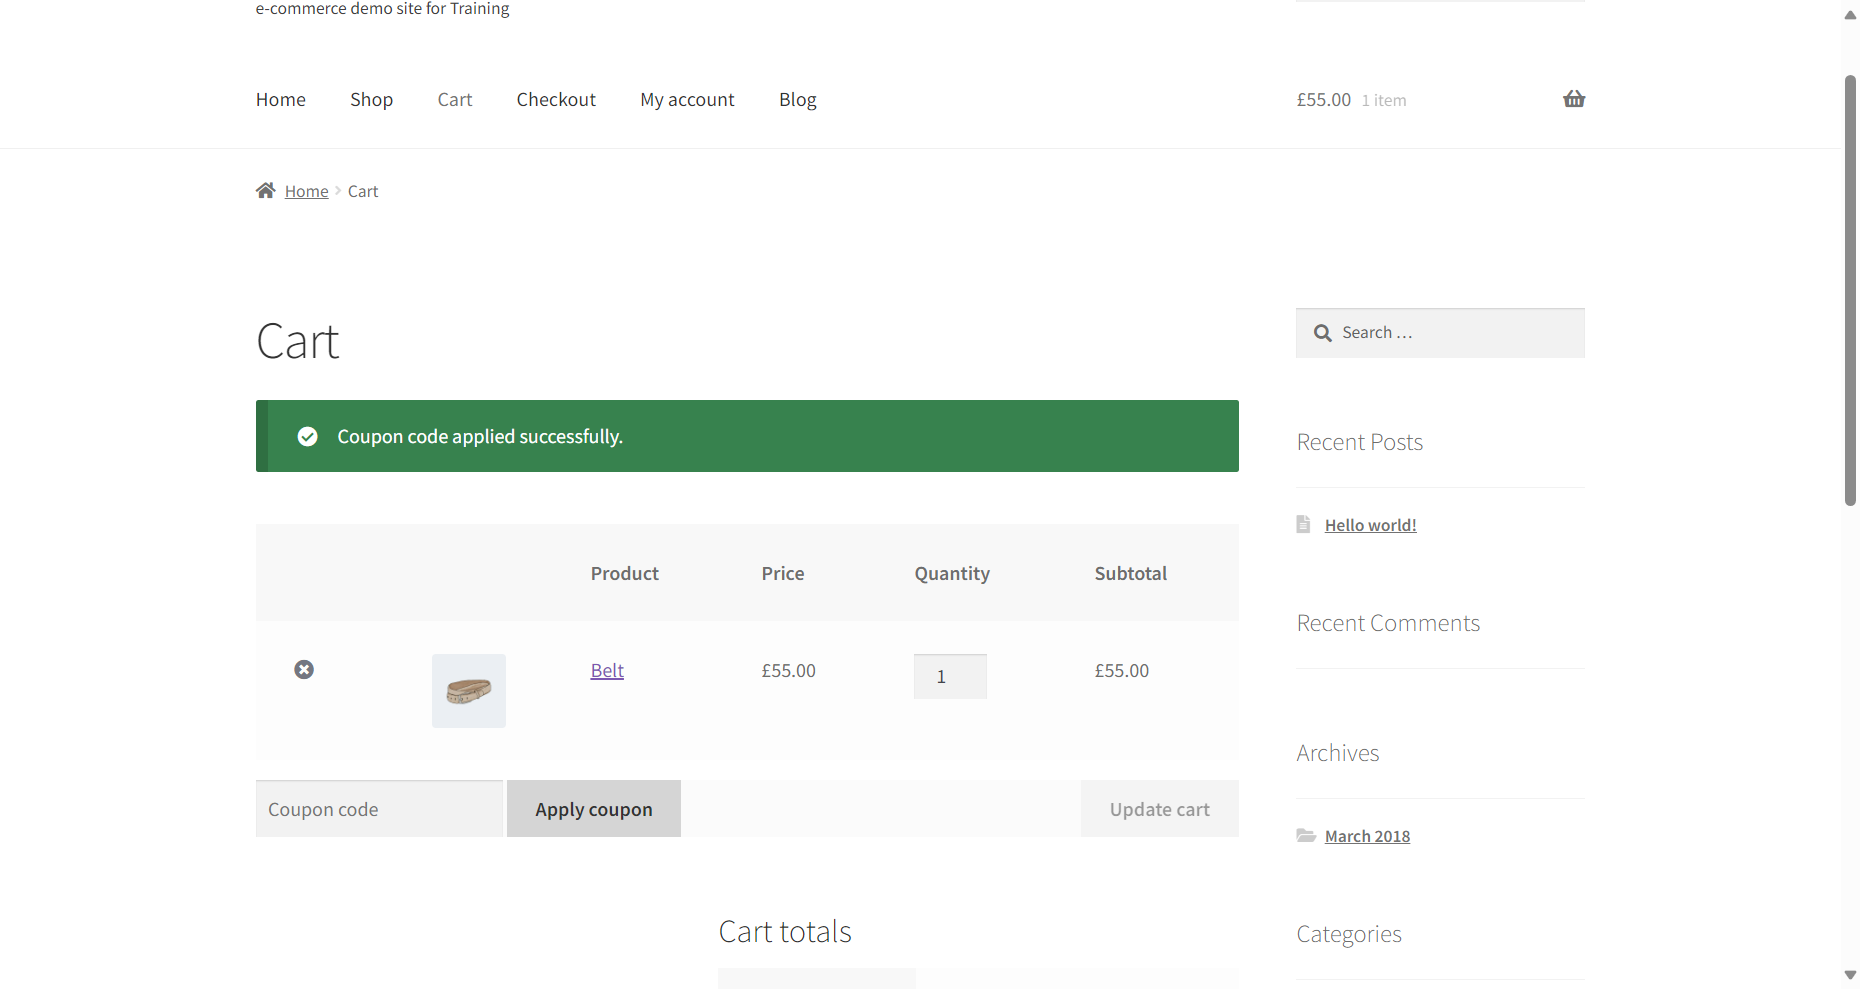 e-commerce demo site for Training
Home Shop Cart Checkout My account Blog £55.00 1 item
Home Cart
Cart
Search …
Coupon code applied successfully.
Recent Posts
Hello world!
Product Price Quantity Subtotal
Belt £55.00 1 £55.00
Recent Comments
Archives
Coupon code Apply coupon Update cart
March 2018
Cart totals
Categories